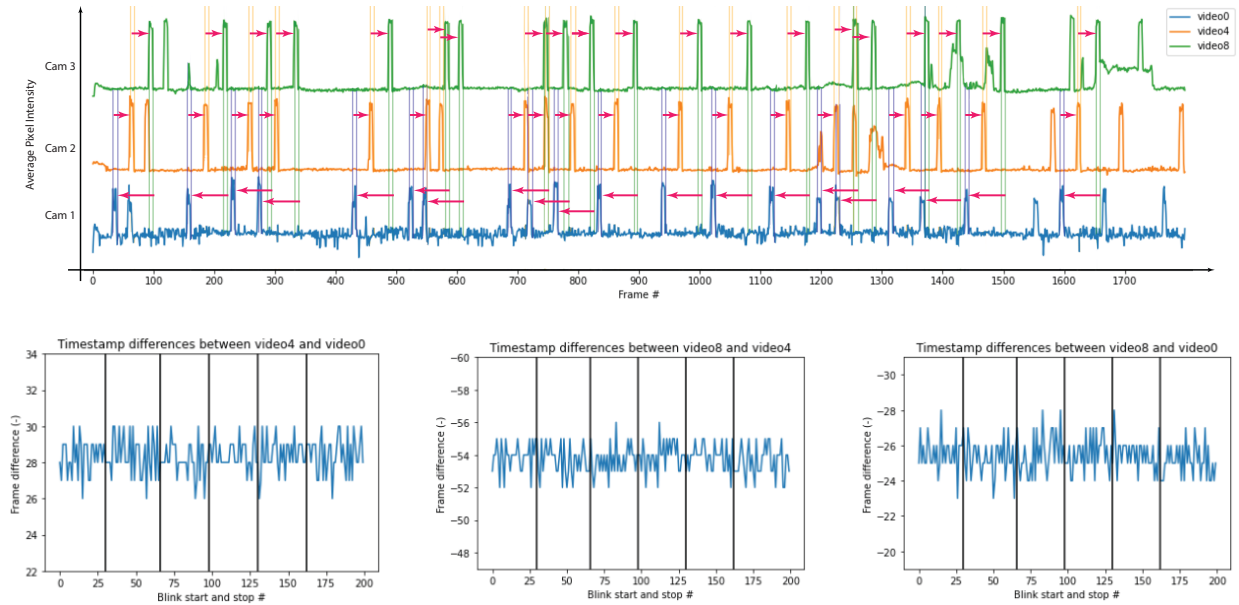 video0
video4
video8
Cam 3
Cam 2
Cam 1
Average Pixel Intensity
0 100 200 300 400 500 600 700 800 900 1000 1100 1200 1300 1400 1500 1600 1700
Frame #
Timestamp differences between video4 and video0
34
32
30
28
26
24
22
Frame difference (-)
0 25 50 75 100 125 150 175 200
Blink start and stop #
Timestamp differences between video8 and video4
−60
−58
−56
−54
−52
−50
−48
Frame difference (-)
0 25 50 75 100 125 150 175 200
Blink start and stop #
Timestamp differences between video8 and video0
−30
−28
−26
−24
−22
−20
Frame difference (-)
0 25 50 75 100 125 150 175 200
Blink start and stop #